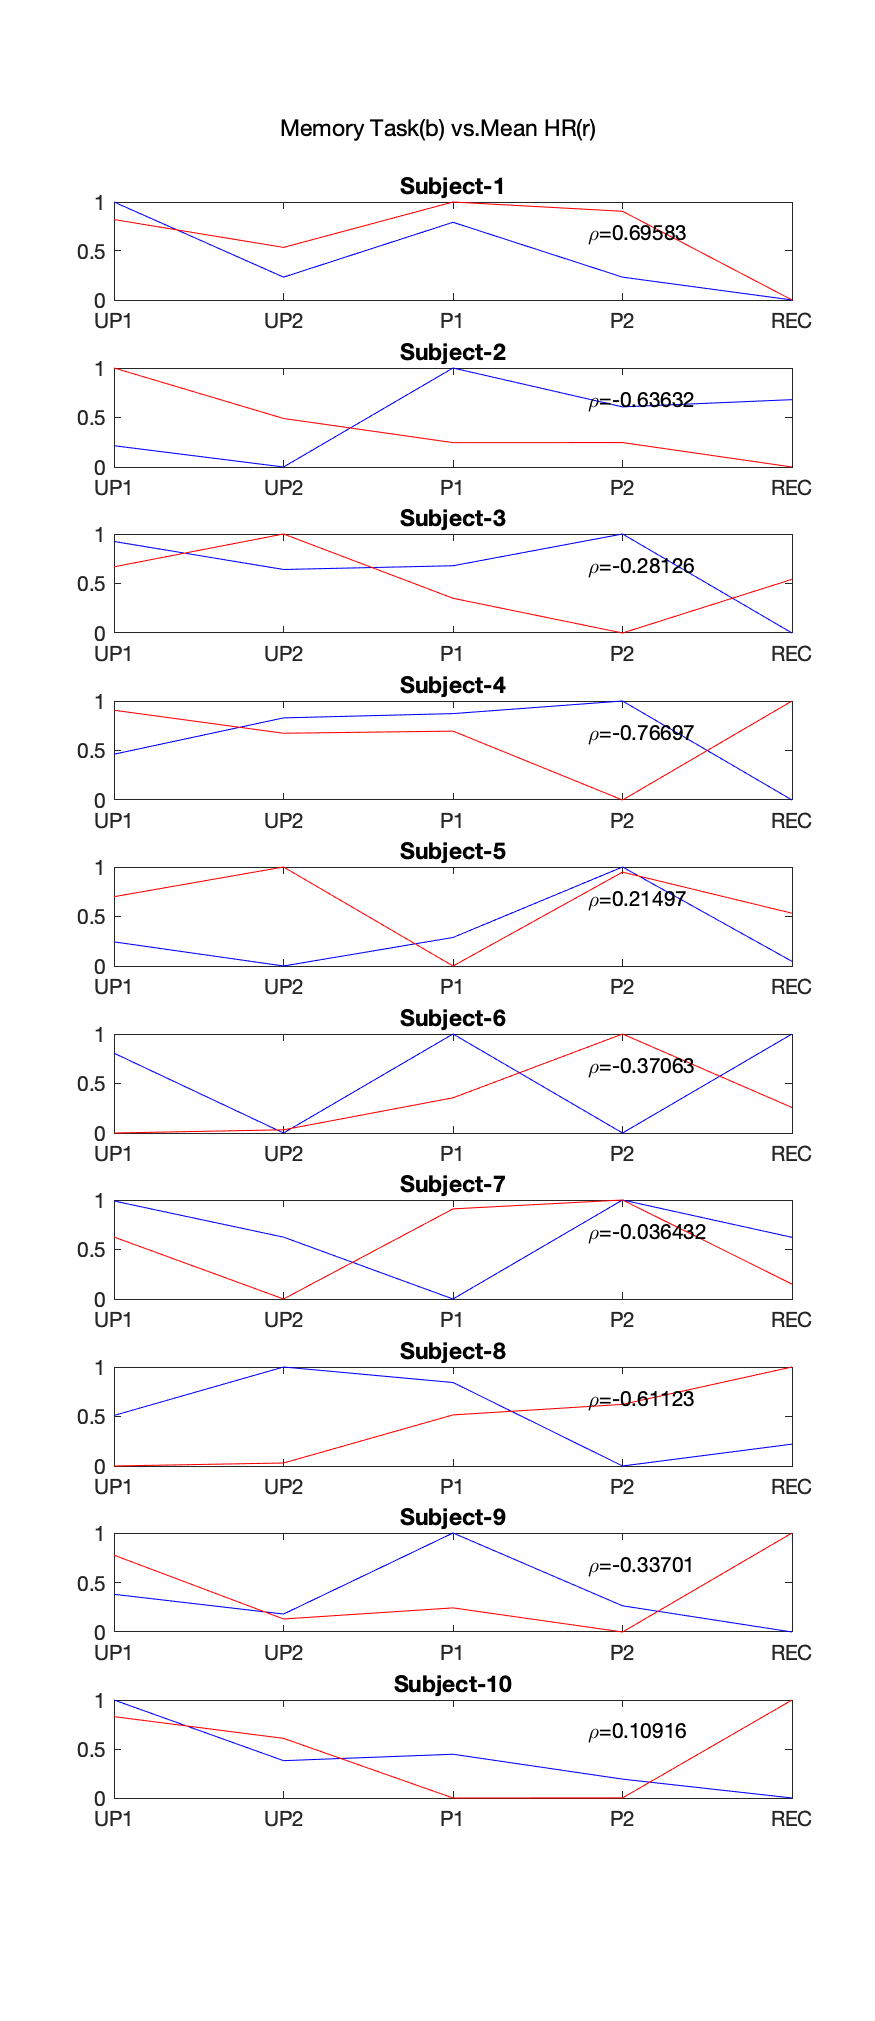 Memory Task(b) vs.Mean HR(r)
Subject-1
1
0.5
0
ρ=0.69583
UP1 UP2 P1 P2 REC
Subject-2
1
0.5
0
ρ=-0.63632
UP1 UP2 P1 P2 REC
Subject-3
1
0.5
0
ρ=-0.28126
UP1 UP2 P1 P2 REC
Subject-4
1
0.5
0
ρ=-0.76697
UP1 UP2 P1 P2 REC
Subject-5
1
0.5
0
ρ=0.21497
UP1 UP2 P1 P2 REC
Subject-6
1
0.5
0
ρ=-0.37063
UP1 UP2 P1 P2 REC
Subject-7
1
0.5
0
ρ=-0.036432
UP1 UP2 P1 P2 REC
Subject-8
1
0.5
0
ρ=-0.61123
UP1 UP2 P1 P2 REC
Subject-9
1
0.5
0
ρ=-0.33701
UP1 UP2 P1 P2 REC
Subject-10
1
0.5
0
ρ=0.10916
UP1 UP2 P1 P2 REC